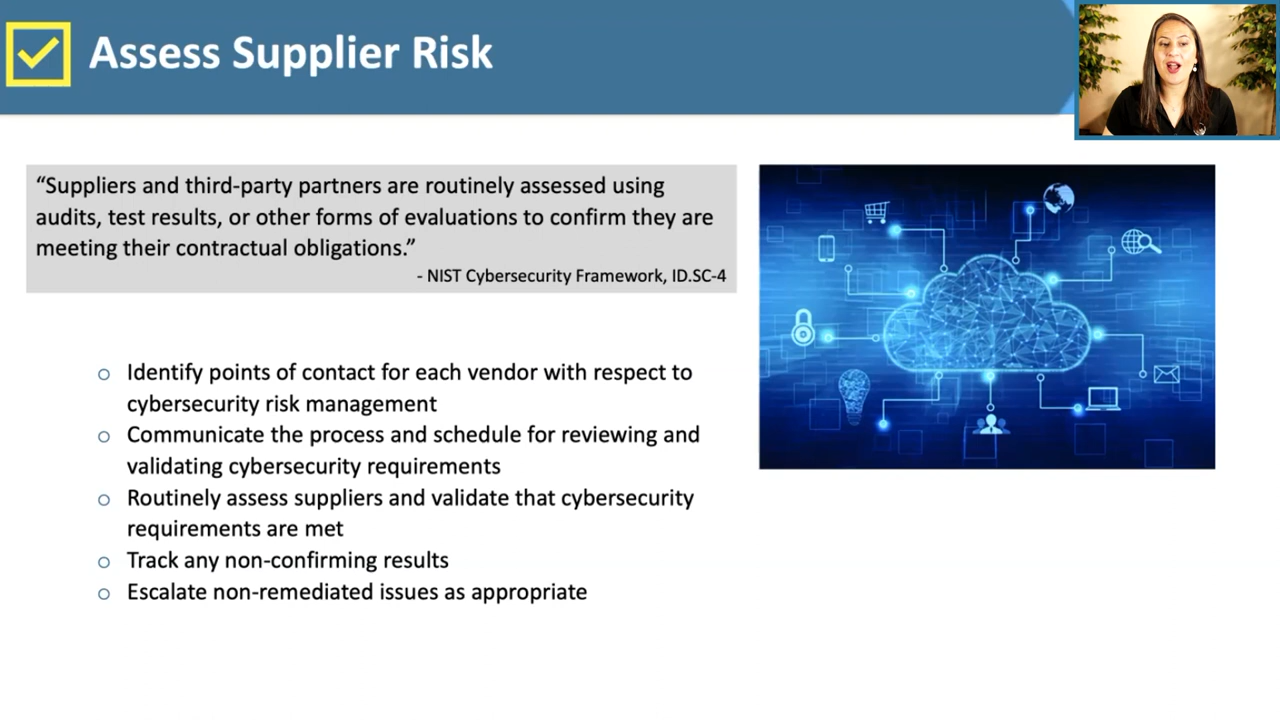 Assess Supplier Risk
“Suppliers and third-party partners are routinely assessed using
audits, test results, or other forms of evaluations to confirm they are
meeting their contractual obligations.”
- NIST Cybersecurity Framework, ID.SC-4
Identify points of contact for each vendor with respect to
cybersecurity risk management
Communicate the process and schedule for reviewing and
validating cybersecurity requirements
Routinely assess suppliers and validate that cybersecurity
requirements are met
Track any non-confirming results
Escalate non-remediated issues as appropriate